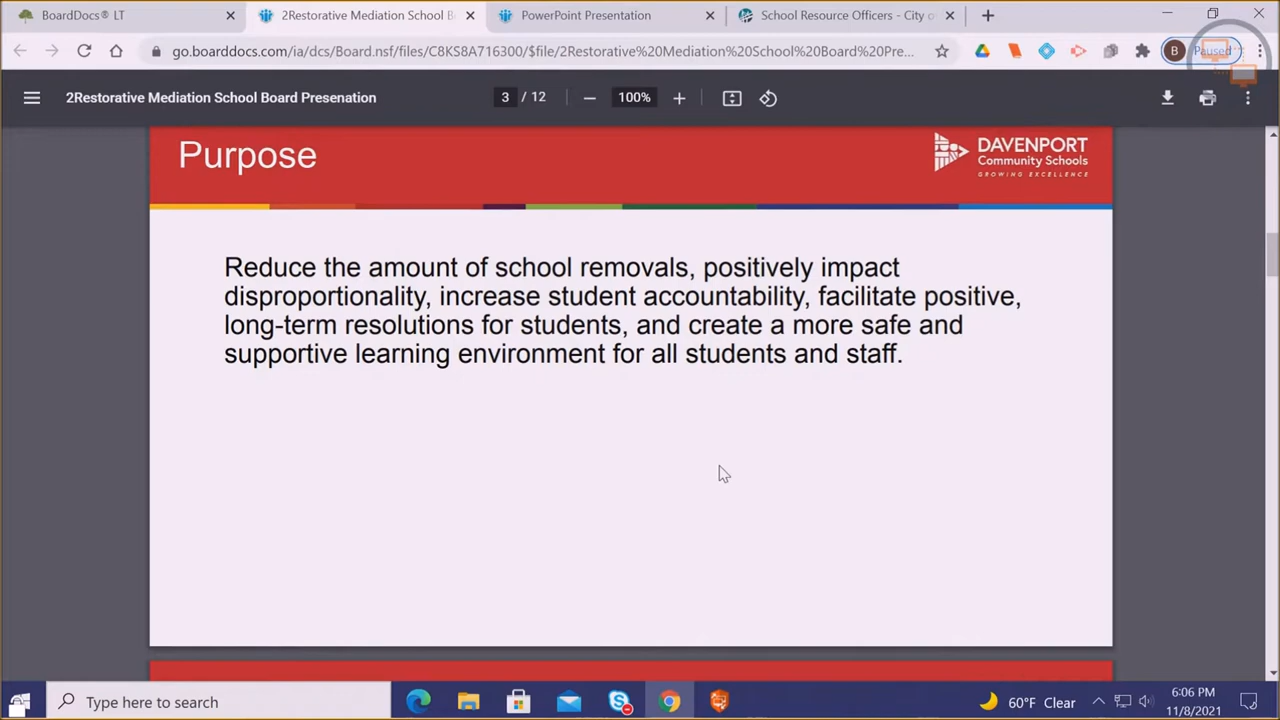 BoardDocs LT
2Restorative Mediation School B
PowerPoint Presentation
School Resource Officers - City o
go.boarddocs.com/ia/dcs/Board.nsf/files/C8KS8A716330/$file/2Restorative%20Mediation%20School%20Board%20Pre...
B Paused
2Restorative Mediation School Board Presenation
3 / 12
100%
Purpose
DAVENPORT
Community Schools
GROWING EXCELLENCE
Reduce the amount of school removals, positively impact
disproportionality, increase student accountability, facilitate positive,
long-term resolutions for students, and create a more safe and
supportive learning environment for all students and staff.
Type here to search
60°F Clear
6:06 PM
11/8/2021